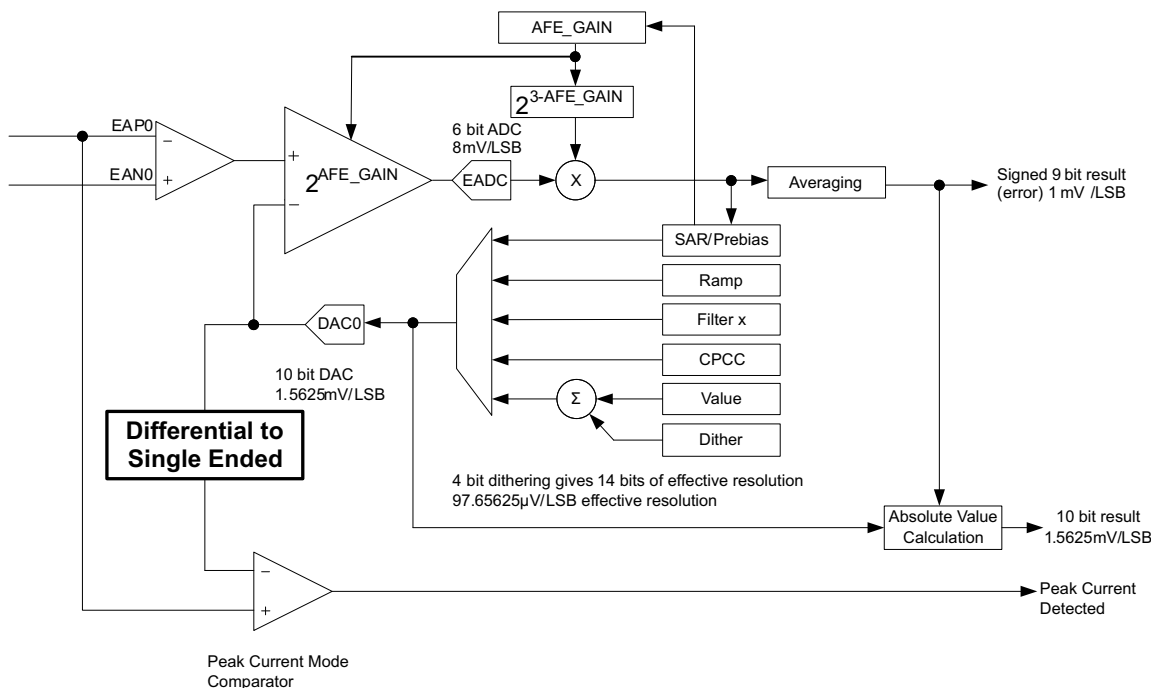 AFE_GAIN
2^3-AFE_GAIN
EAP0
−
EAN0
+
+
2^AFE_GAIN
−
6 bit ADC
8mV/LSB
EADC
X
Averaging
Signed 9 bit result
(error) 1 mV /LSB
SAR/Prebias
Ramp
Filter x
CPCC
Value
Dither
Σ
DAC0
10 bit DAC
1.5625mV/LSB
Differential to
Single Ended
4 bit dithering gives 14 bits of effective resolution
97.65625μV/LSB effective resolution
Absolute Value
Calculation
10 bit result
1.5625mV/LSB
−
+
Peak Current
Detected
Peak Current Mode
Comparator